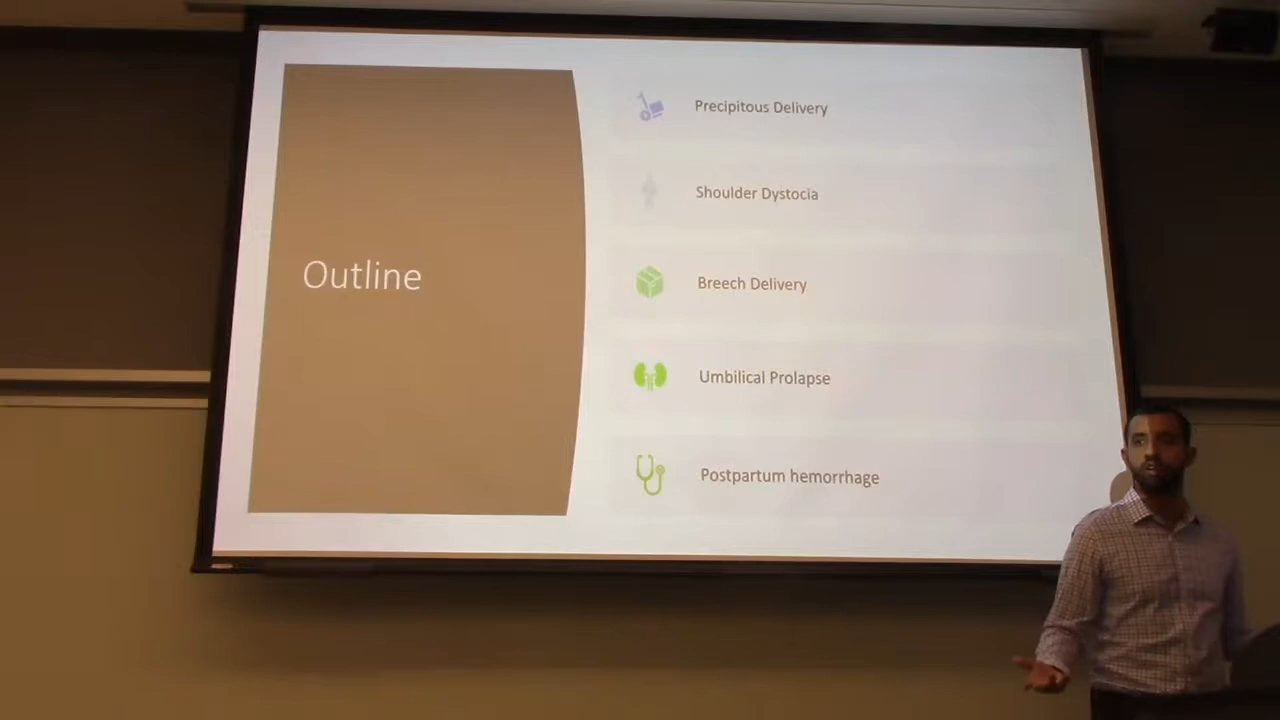 Outline
Precipitous Delivery
Shoulder Dystocia
Breech Delivery
Umbilical Prolapse
Postpartum hemorrhage